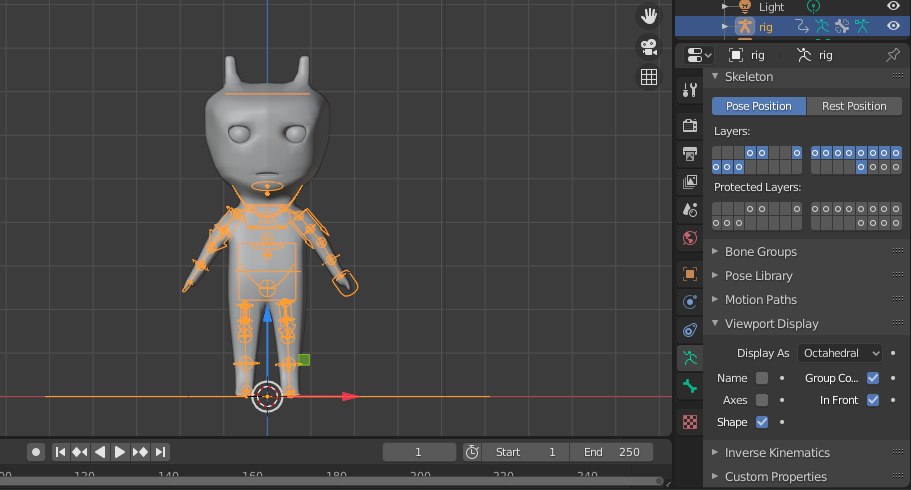 Light
rig
rig rig
Skeleton
Pose Position Rest Position
Layers:
Protected Layers:
Bone Groups
Pose Library
Motion Paths
Viewport Display
Display As Octahedral
Name Group Co...
Axes In Front
Shape
Inverse Kinematics
Custom Properties
1 Start 1 End 250
120 140 160 180 200 220 240